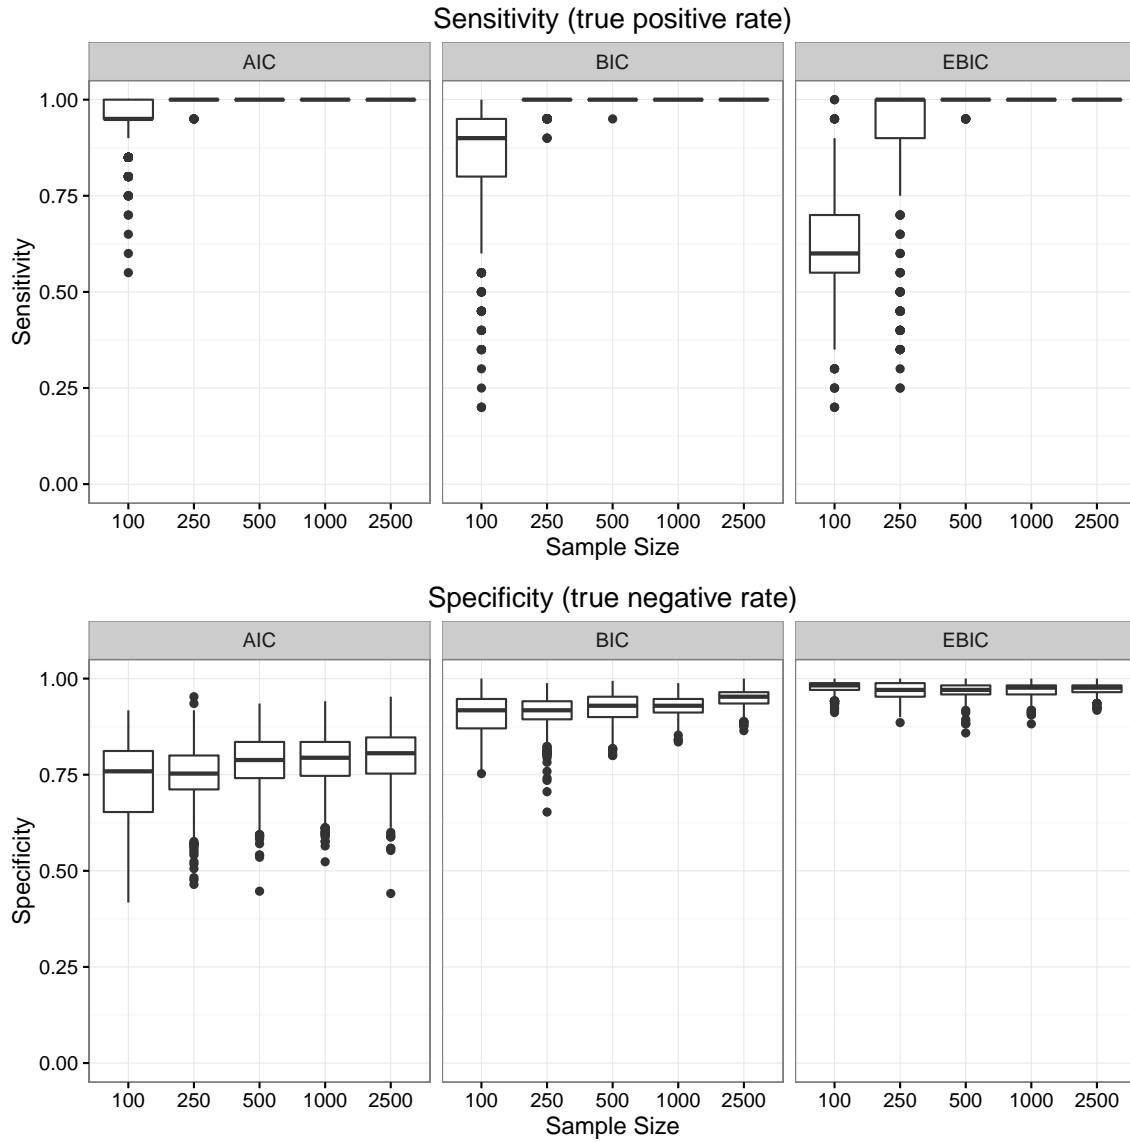 Sensitivity (true positive rate)
AIC BIC EBIC
1.00
0.75
0.50
0.25
0.00
Sensitivity
100 250 500 1000 2500 100 250 500 1000 2500 100 250 500 1000 2500
Sample Size
Specificity (true negative rate)
AIC BIC EBIC
1.00
0.75
0.50
0.25
0.00
Specificity
100 250 500 1000 2500 100 250 500 1000 2500 100 250 500 1000 2500
Sample Size